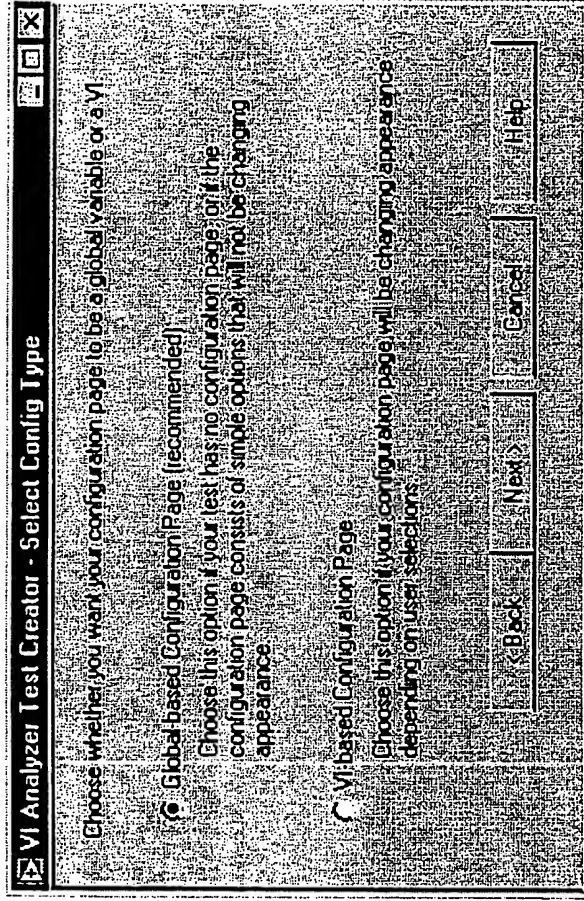 VI Analyzer Test Creator - Select Config Type
Choose whether you want your configuration page to be a global variable or a VI
Global based Configuration Page (recommended)
Choose this option if your test has no configuration page (or if the
configuration page consists of simple options that will not be changing
appearance
VI based Configuration Page
Choose this option if your configuration page will be changing appearance
depending on user selections
< Back
Next >
Cancel
Help